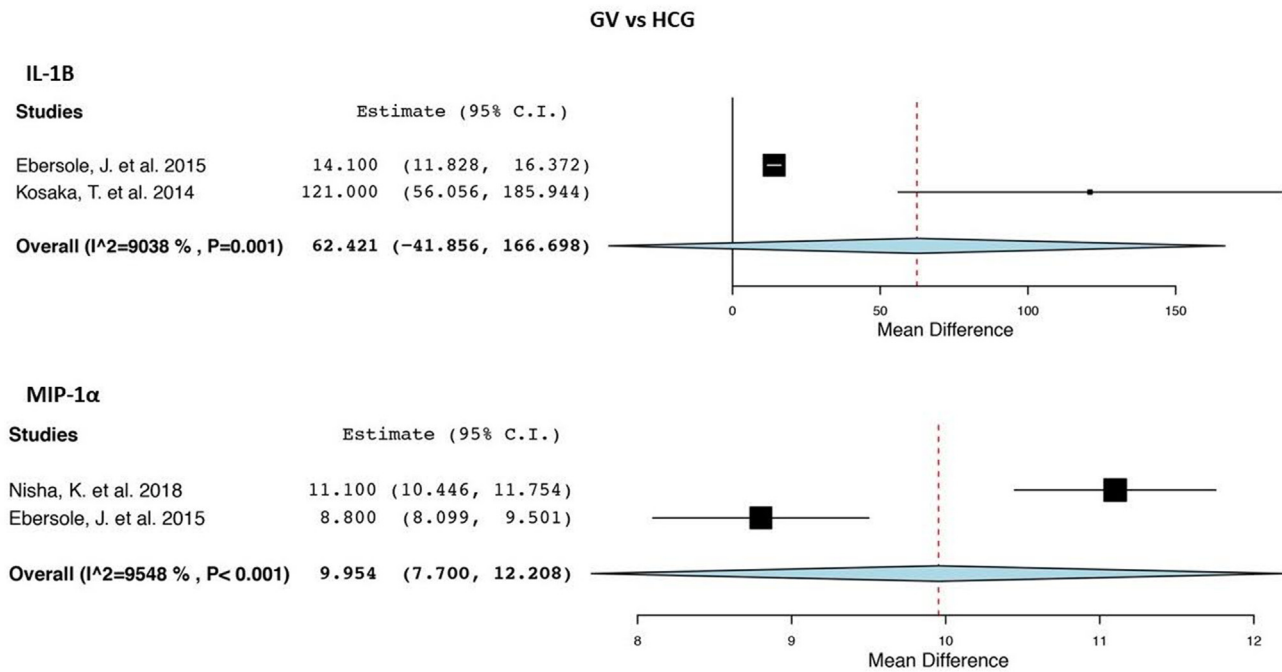 GV vs HCG
IL-1B
Studies Estimate (95% C.I.)
Ebersole, J. et al. 2015 14.100 (11.828, 16.372)
Kosaka, T. et al. 2014 121.000 (56.056, 185.944)
Overall (I^2=9038 % , P=0.001) 62.421 (−41.856, 166.698)
0 50 100 150
Mean Difference
MIP-1α
Studies Estimate (95% C.I.)
Nisha, K. et al. 2018 11.100 (10.446, 11.754)
Ebersole, J. et al. 2015 8.800 (8.099, 9.501)
Overall (I^2=9548 % , P< 0.001) 9.954 (7.700, 12.208)
8 9 10 11 12
Mean Difference